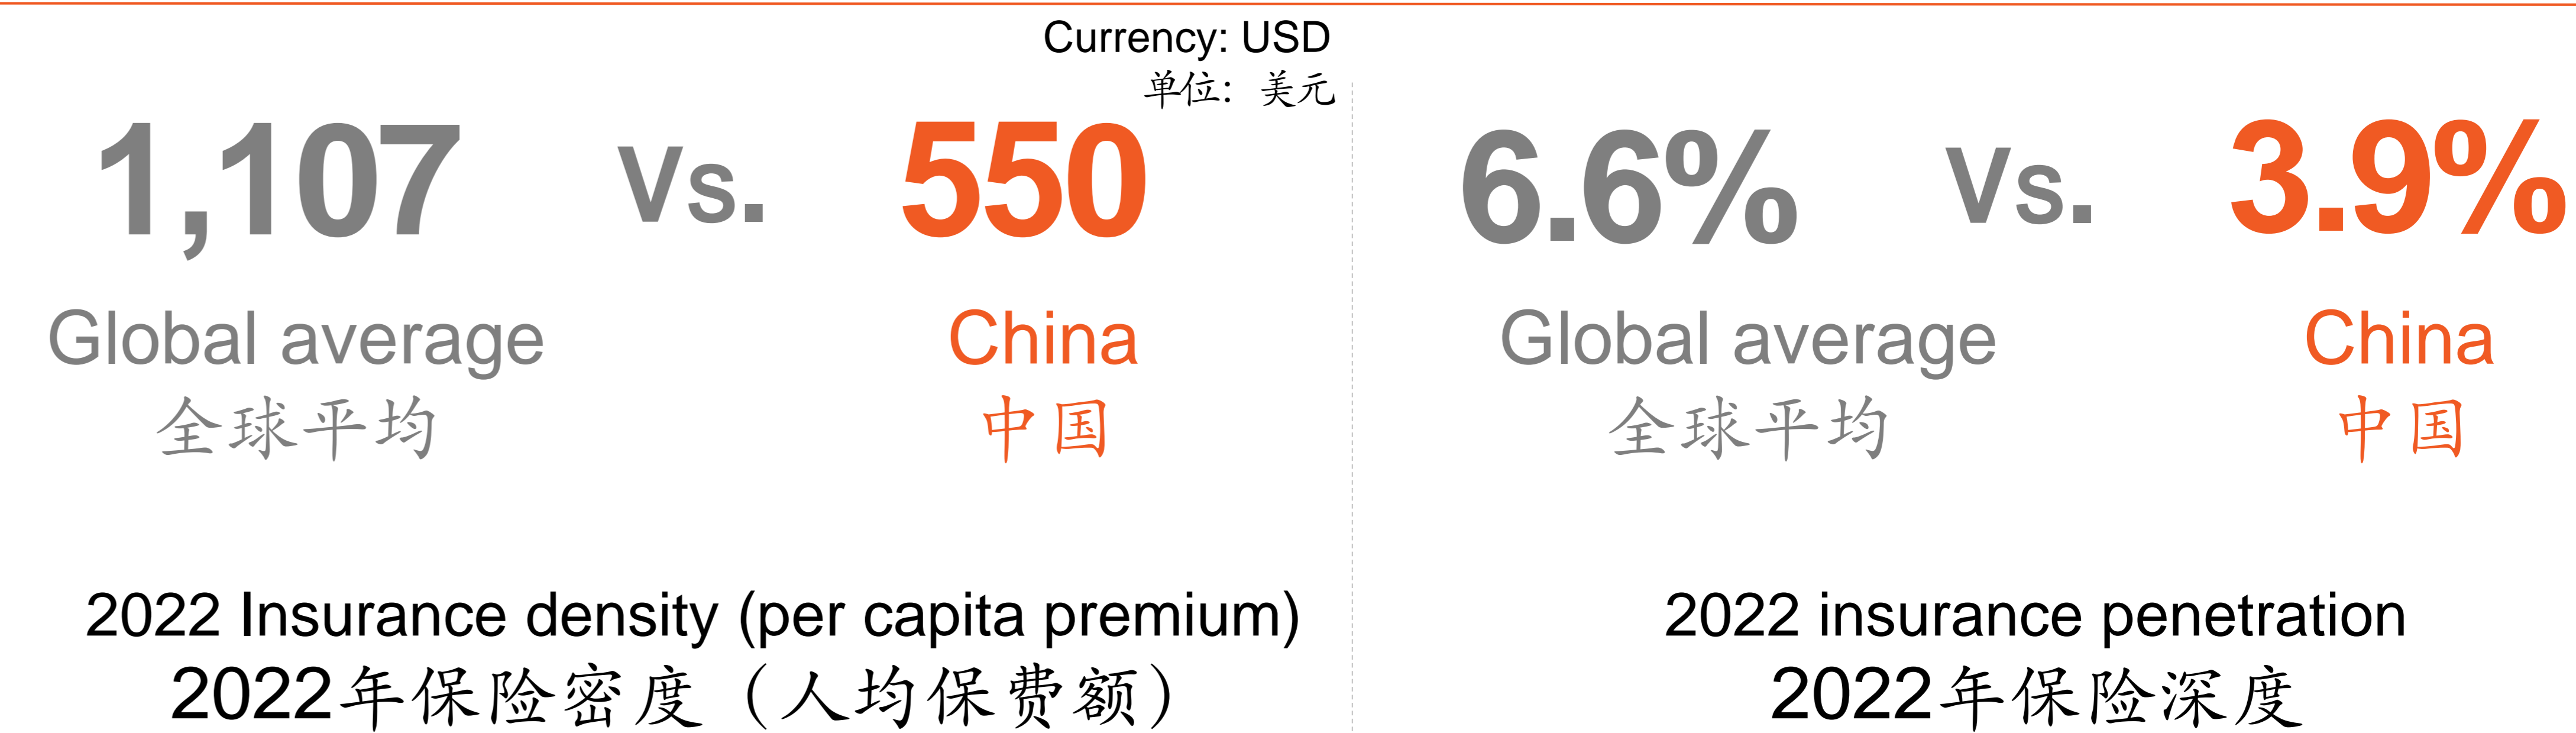 Currency: USD
单位：美元
1,107 Vs. 550
Global average China
全球平均 中国
2022 Insurance density (per capita premium)
2022年保险密度（人均保费额）
6.6% Vs. 3.9%
Global average China
全球平均 中国
2022 insurance penetration
2022年保险深度